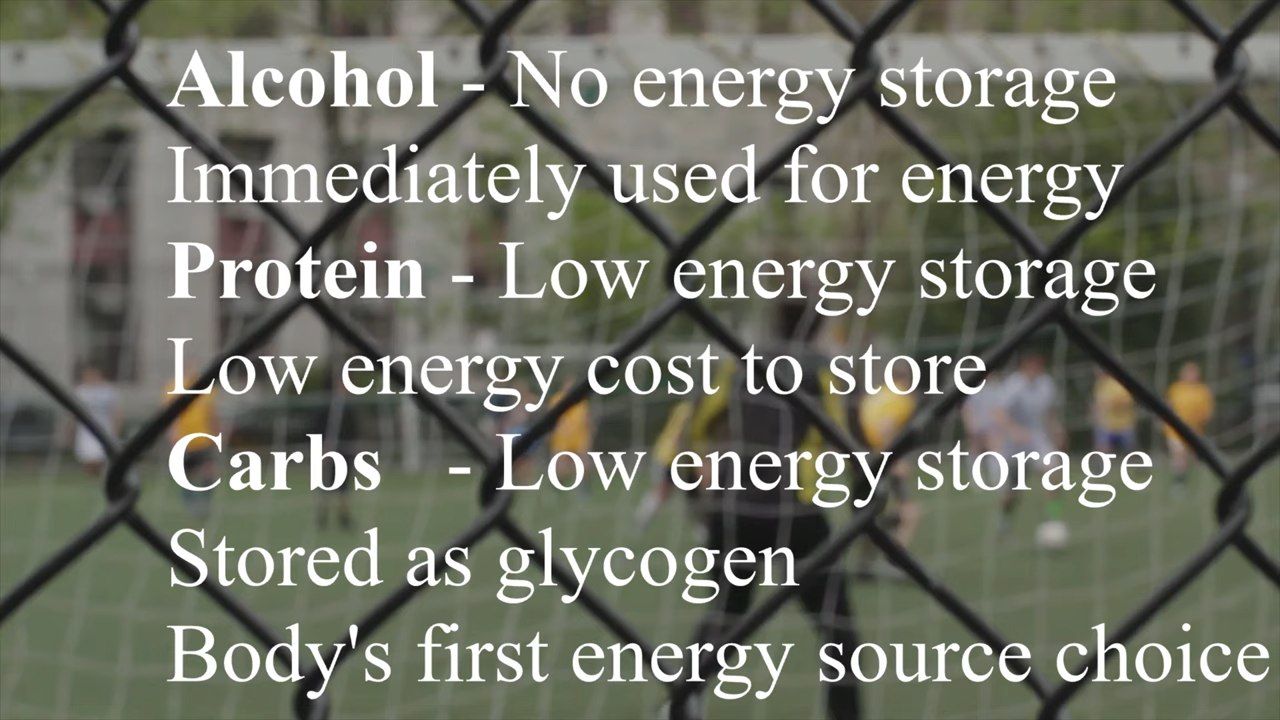 Alcohol - No energy storage
Immediately used for energy
Protein - Low energy storage
Low energy cost to store
Carbs - Low energy storage
Stored as glycogen
Body's first energy source choice